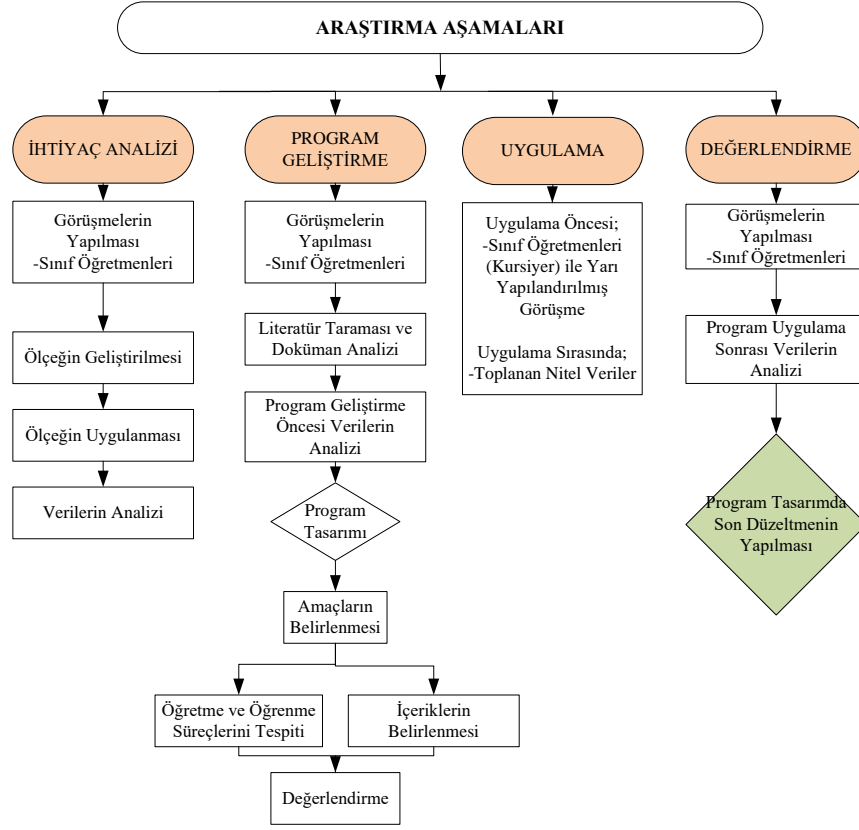 ARAŞTIRMA AŞAMALARI
İHTİYAÇ ANALİZİ
Görüşmelerin
Yapılması
-Sınıf Öğretmenleri
Ölçeğin Geliştirilmesi
Ölçeğin Uygulanması
Verilerin Analizi
PROGRAM
GELİŞTİRME
Görüşmelerin
Yapılması
-Sınıf Öğretmenleri
Literatür Taraması ve
Doküman Analizi
Program Geliştirme
Öncesi Verilerin
Analizi
Program
Tasarımı
Amaçların
Belirlenmesi
Öğretme ve Öğrenme
Süreçlerini Tespiti
İçeriklerin
Belirlenmesi
Değerlendirme
UYGULAMA
Uygulama Öncesi;
-Sınıf Öğretmenleri
(Kursiyer) ile Yarı
Yapılandırılmış
Görüşme
Uygulama Sırasında;
-Toplanan Nitel Veriler
DEĞERLENDİRME
Görüşmelerin
Yapılması
-Sınıf Öğretmenleri
Program Uygulama
Sonrası Verilerin
Analizi
Program Tasarımda
Son Düzeltmenin
Yapılması